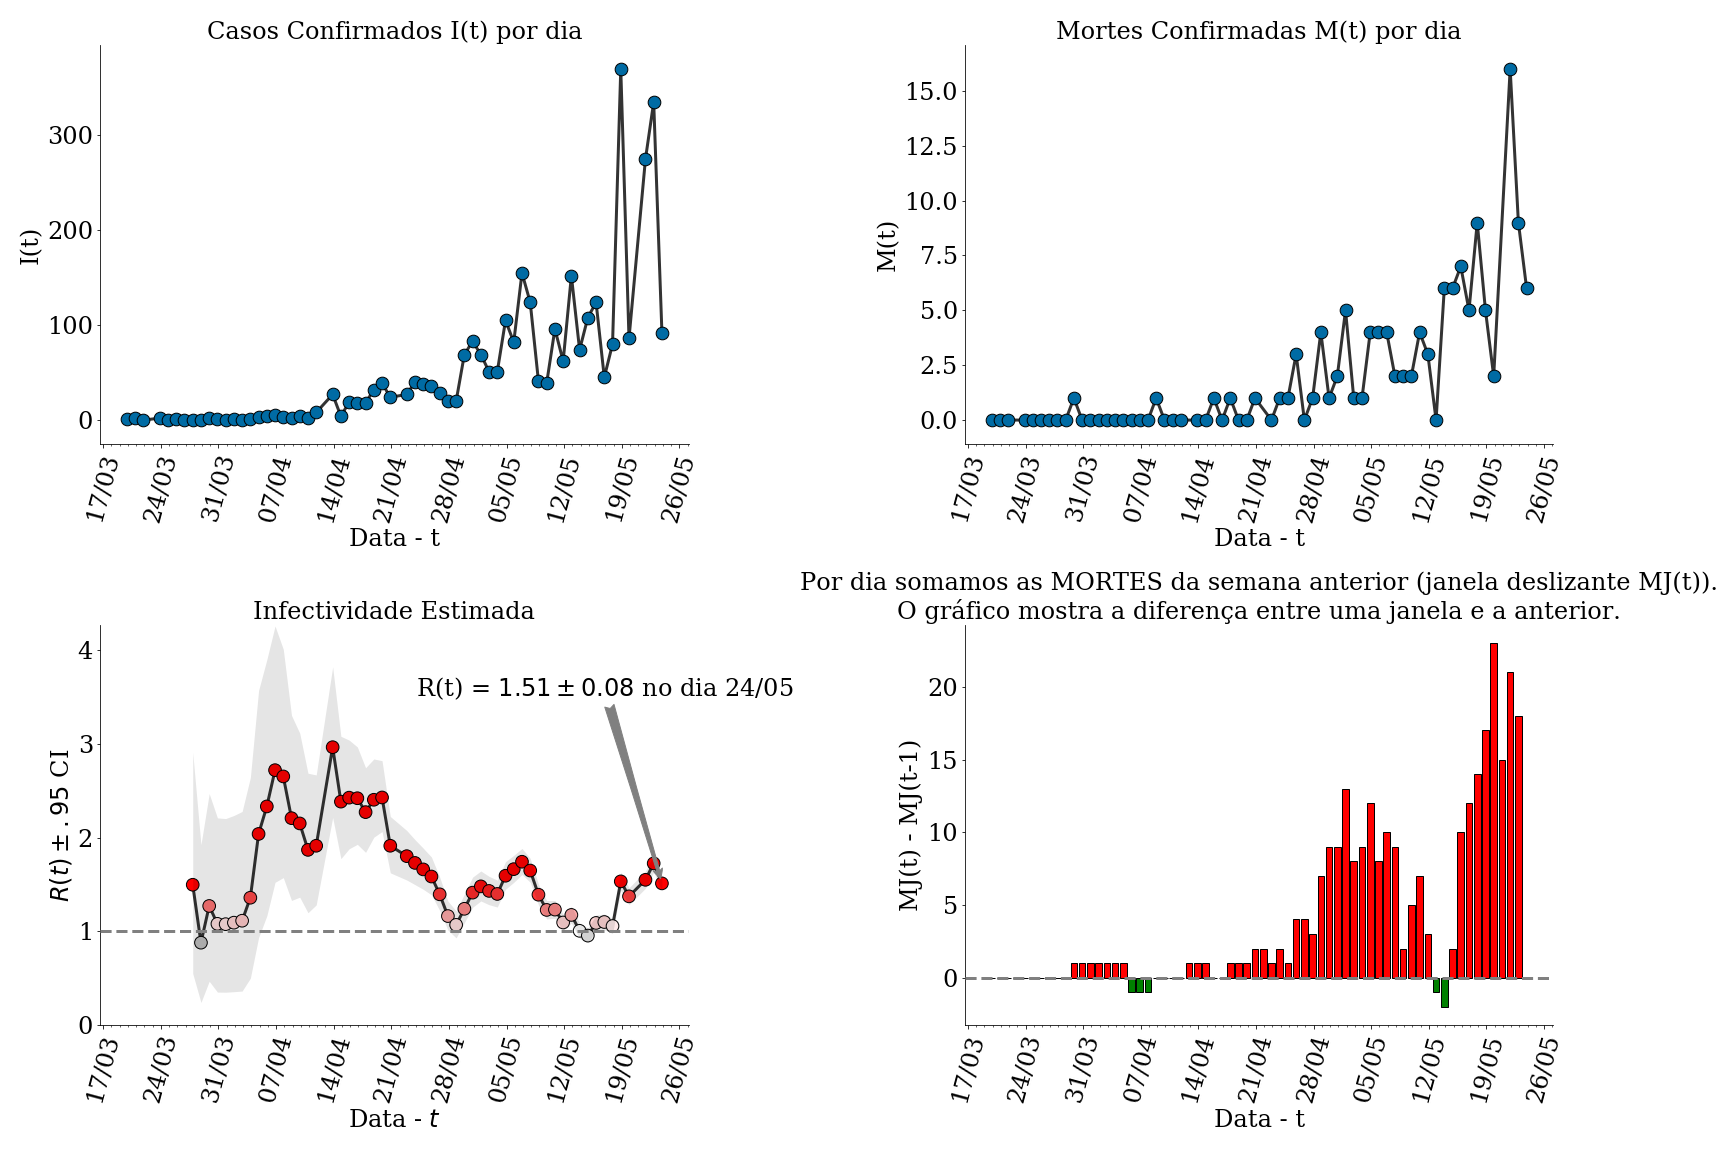 Casos Confirmados I(t) por dia
I(t)
300
200
100
0
17/03 24/03 31/03 07/04 14/04 21/04 28/04 05/05 12/05 19/05 26/05
Data - t
Mortes Confirmadas M(t) por dia
M(t)
15.0
12.5
10.0
7.5
5.0
2.5
0.0
17/03 24/03 31/03 07/04 14/04 21/04 28/04 05/05 12/05 19/05 26/05
Data - t
Infectividade Estimada
R(t) ± .95 CI
4
3
2
1
0
R(t) = 1.51 ± 0.08 no dia 24/05
17/03 24/03 31/03 07/04 14/04 21/04 28/04 05/05 12/05 19/05 26/05
Data - t
Por dia somamos as MORTES da semana anterior (janela deslizante MJ(t)).
O gráfico mostra a diferença entre uma janela e a anterior.
MJ(t) - MJ(t-1)
20
15
10
5
0
17/03 24/03 31/03 07/04 14/04 21/04 28/04 05/05 12/05 19/05 26/05
Data - t